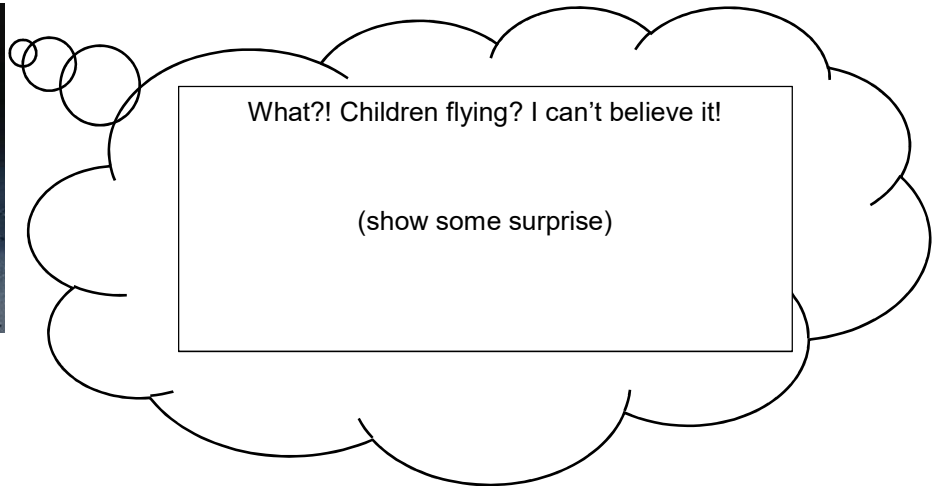 What?! Children flying? I can’t believe it!
(show some surprise)